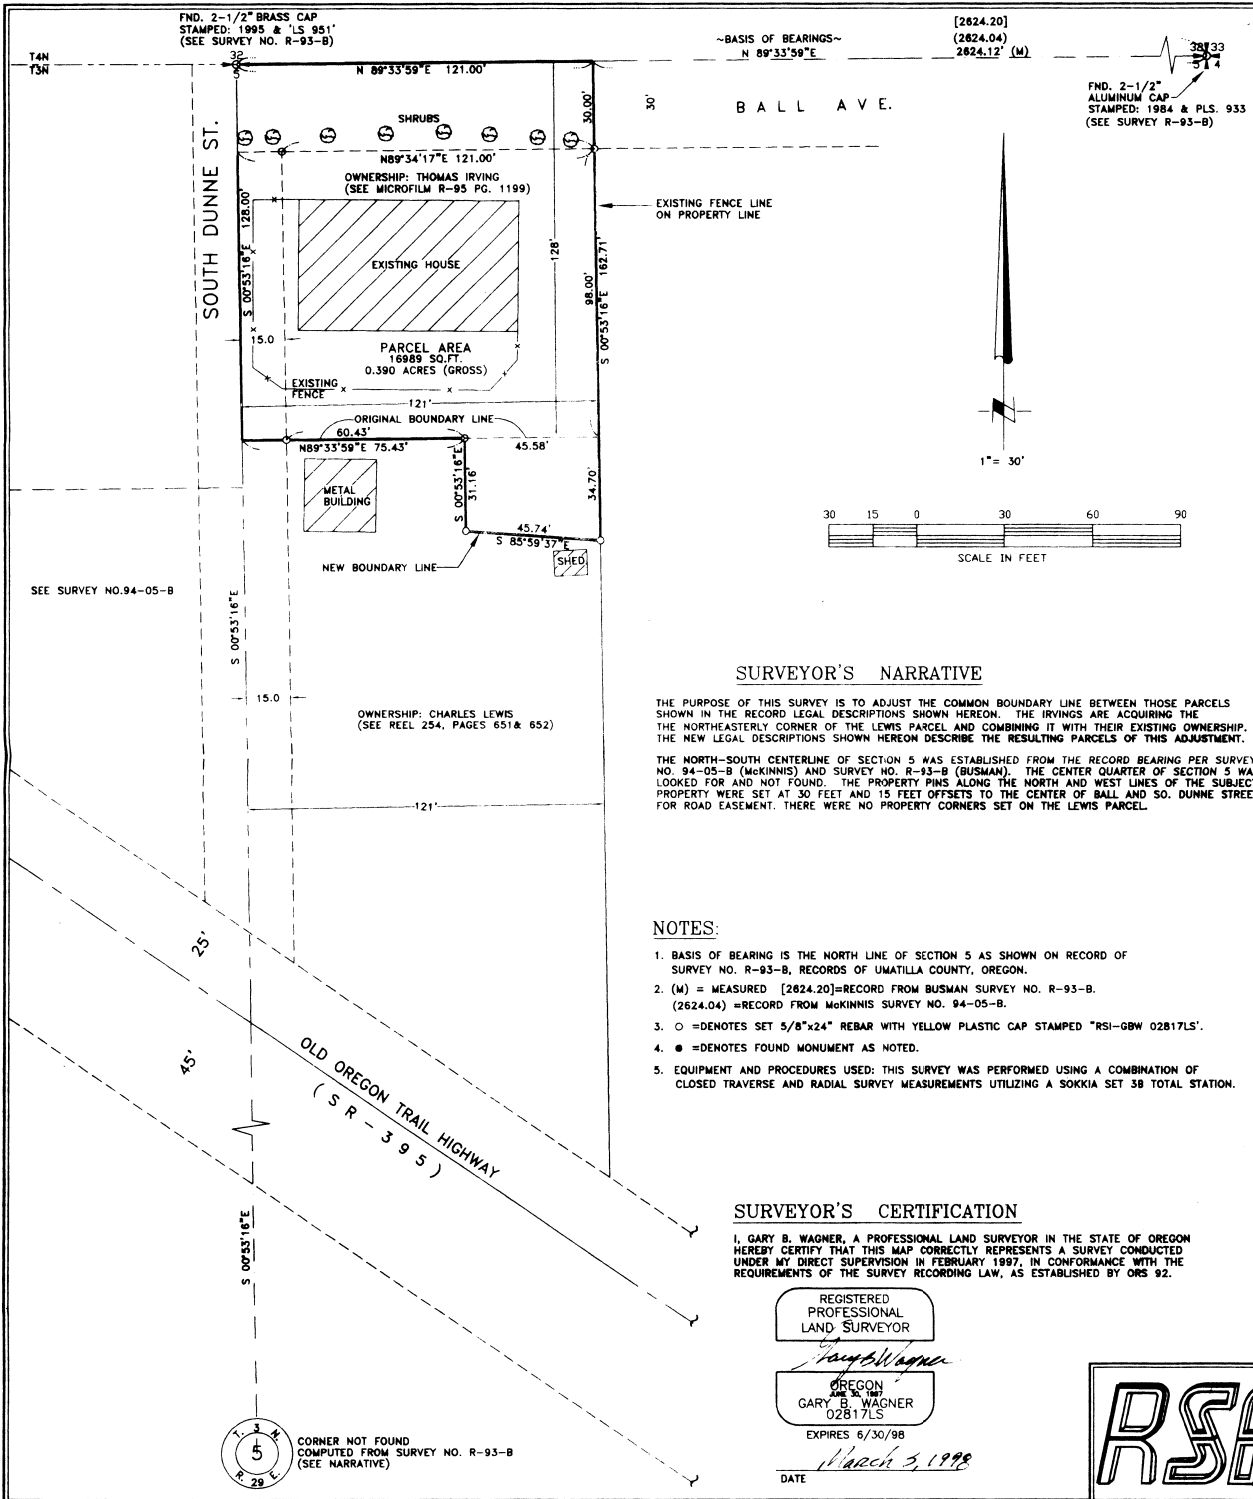 FND. 2-1/2" BRASS CAP
STAMPED: 1995 & 'LS 951'
(SEE SURVEY NO. R-93-B)
T4N
T3N
32
5
N 89°33'59"E 121.00'
~BASIS OF BEARINGS~
N 89°33'59"E
[2624.20]
(2624.04)
2624.12' (M)
33
5 4
FND. 2-1/2"
ALUMINUM CAP
STAMPED: 1984 & PLS. 933
(SEE SURVEY R-93-B)
30'
BALL AVE.
30.00'
SHRUBS
N89°34'17"E 121.00'
SOUTH DUNNE ST.
OWNERSHIP: THOMAS IRVING
(SEE MICROFILM R-95 PG. 1199)
EXISTING FENCE LINE
ON PROPERTY LINE
S 00°53'16"E 128.00'
EXISTING HOUSE
128'
98.00'
S 00°53'16"E 162.71'
15.0
PARCEL AREA
16989 SQ.FT.
0.390 ACRES (GROSS)
EXISTING
FENCE
121'
ORIGINAL BOUNDARY LINE
60.43'
N89°33'59"E 75.43'
45.58'
METAL
BUILDING
S 00°53'16"E
31.16'
34.70'
45.74'
S 85°59'37"E
NEW BOUNDARY LINE
SHED
1"= 30'
30 15 0 30 60 90
SCALE IN FEET
SEE SURVEY NO.94-05-B
S 00°53'16"E
15.0
OWNERSHIP: CHARLES LEWIS
(SEE REEL 254, PAGES 651& 652)
121'
SURVEYOR'S NARRATIVE
THE PURPOSE OF THIS SURVEY IS TO ADJUST THE COMMON BOUNDARY LINE BETWEEN THOSE PARCELS
SHOWN IN THE RECORD LEGAL DESCRIPTIONS SHOWN HEREON. THE IRVINGS ARE ACQUIRING THE
THE NORTHEASTERLY CORNER OF THE LEWIS PARCEL AND COMBINING IT WITH THEIR EXISTING OWNERSHIP.
THE NEW LEGAL DESCRIPTIONS SHOWN HEREON DESCRIBE THE RESULTING PARCELS OF THIS ADJUSTMENT.
THE NORTH-SOUTH CENTERLINE OF SECTION 5 WAS ESTABLISHED FROM THE RECORD BEARING PER SURVEY
NO. 94-05-B (McKINNIS) AND SURVEY NO. R-93-B (BUSMAN). THE CENTER QUARTER OF SECTION 5 WA
LOOKED FOR AND NOT FOUND. THE PROPERTY PINS ALONG THE NORTH AND WEST LINES OF THE SUBJEC
PROPERTY WERE SET AT 30 FEET AND 15 FEET OFFSETS TO THE CENTER OF BALL AND SO. DUNNE STREE
FOR ROAD EASEMENT. THERE WERE NO PROPERTY CORNERS SET ON THE LEWIS PARCEL.
NOTES:
1. BASIS OF BEARING IS THE NORTH LINE OF SECTION 5 AS SHOWN ON RECORD OF
SURVEY NO. R-93-B, RECORDS OF UMATILLA COUNTY, OREGON.
2. (M) = MEASURED [2624.20]=RECORD FROM BUSMAN SURVEY NO. R-93-B.
(2624.04) =RECORD FROM McKINNIS SURVEY NO. 94-05-B.
3. ○ =DENOTES SET 5/8"x24" REBAR WITH YELLOW PLASTIC CAP STAMPED "RSI-GBW 02817LS'.
4. ● =DENOTES FOUND MONUMENT AS NOTED.
5. EQUIPMENT AND PROCEDURES USED: THIS SURVEY WAS PERFORMED USING A COMBINATION OF
CLOSED TRAVERSE AND RADIAL SURVEY MEASUREMENTS UTILIZING A SOKKIA SET 3B TOTAL STATION.
25'
45'
OLD OREGON TRAIL HIGHWAY
(SR-395)
S 00°53'16"E
SURVEYOR'S CERTIFICATION
I, GARY B. WAGNER, A PROFESSIONAL LAND SURVEYOR IN THE STATE OF OREGON
HEREBY CERTIFY THAT THIS MAP CORRECTLY REPRESENTS A SURVEY CONDUCTED
UNDER MY DIRECT SUPERVISION IN FEBRUARY 1997, IN CONFORMANCE WITH THE
REQUIREMENTS OF THE SURVEY RECORDING LAW, AS ESTABLISHED BY ORS 92.
REGISTERED
PROFESSIONAL
LAND SURVEYOR
Gary B Wagner
OREGON
JUNE 30, 1997
GARY B. WAGNER
02817LS
EXPIRES 6/30/98
March 5, 1998
DATE
T. 3 N.
5
R. 29 E.
CORNER NOT FOUND
COMPUTED FROM SURVEY NO. R-93-B
(SEE NARRATIVE)
RS